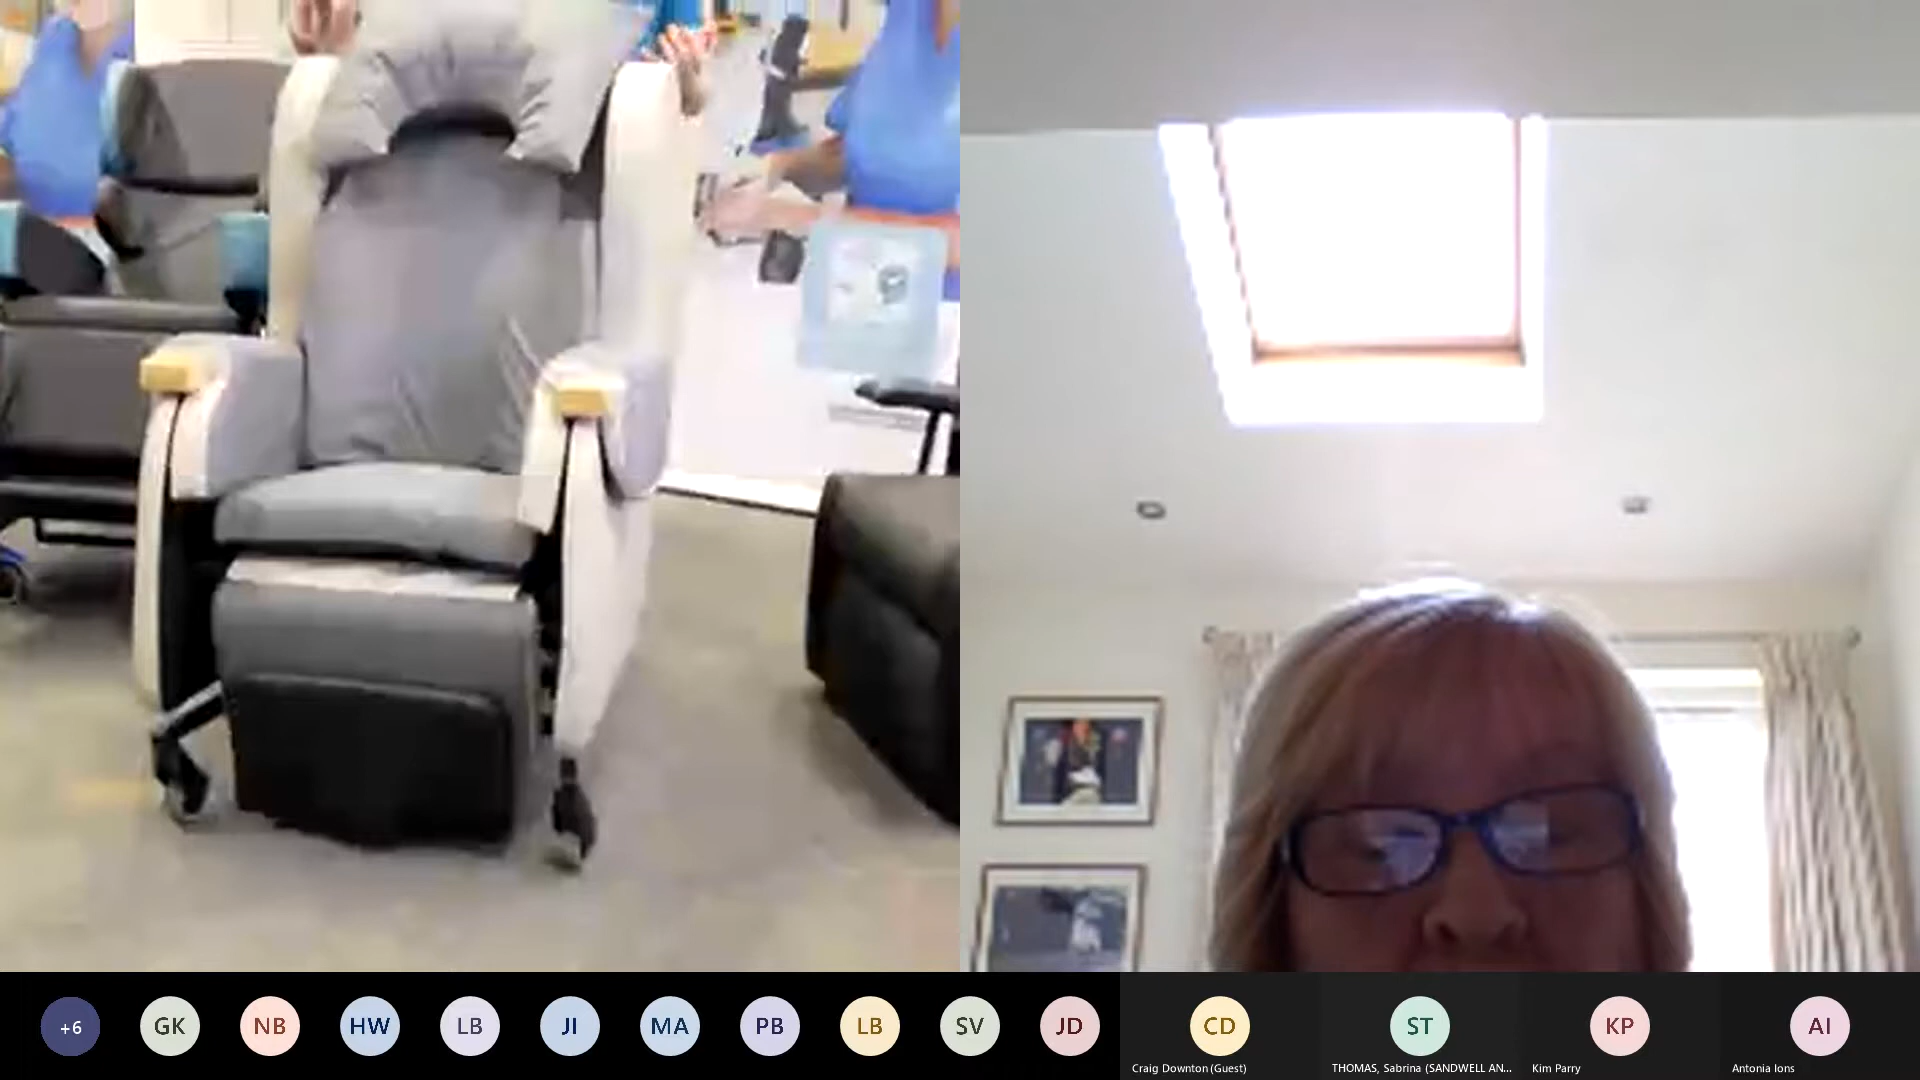 +6
GK
NB
HW
LB
JI
MA
PB
LB
SV
JD
CD
ST
KP
AI
Craig Downton (Guest)
THOMAS, Sabrina (SANDWELL AN...
Kim Parry
Antonia Ions